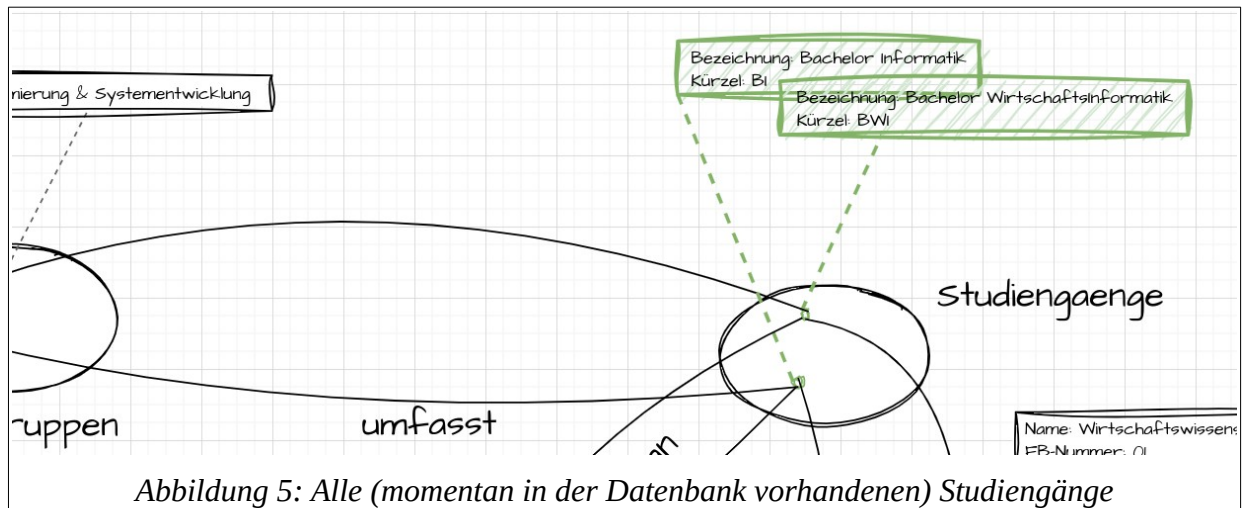 Bezeichnung: Bachelor Informatik
Kürzel: BI
nierung & Systementwicklung
Bezeichnung: Bachelor WirtschaftsInformatik
Kürzel: BWI
Studiengaenge
ruppen
umfasst
nn
Name: Wirtschaftswissens
FB-Nummer: 01
Abbildung 5: Alle (momentan in der Datenbank vorhandenen) Studiengänge